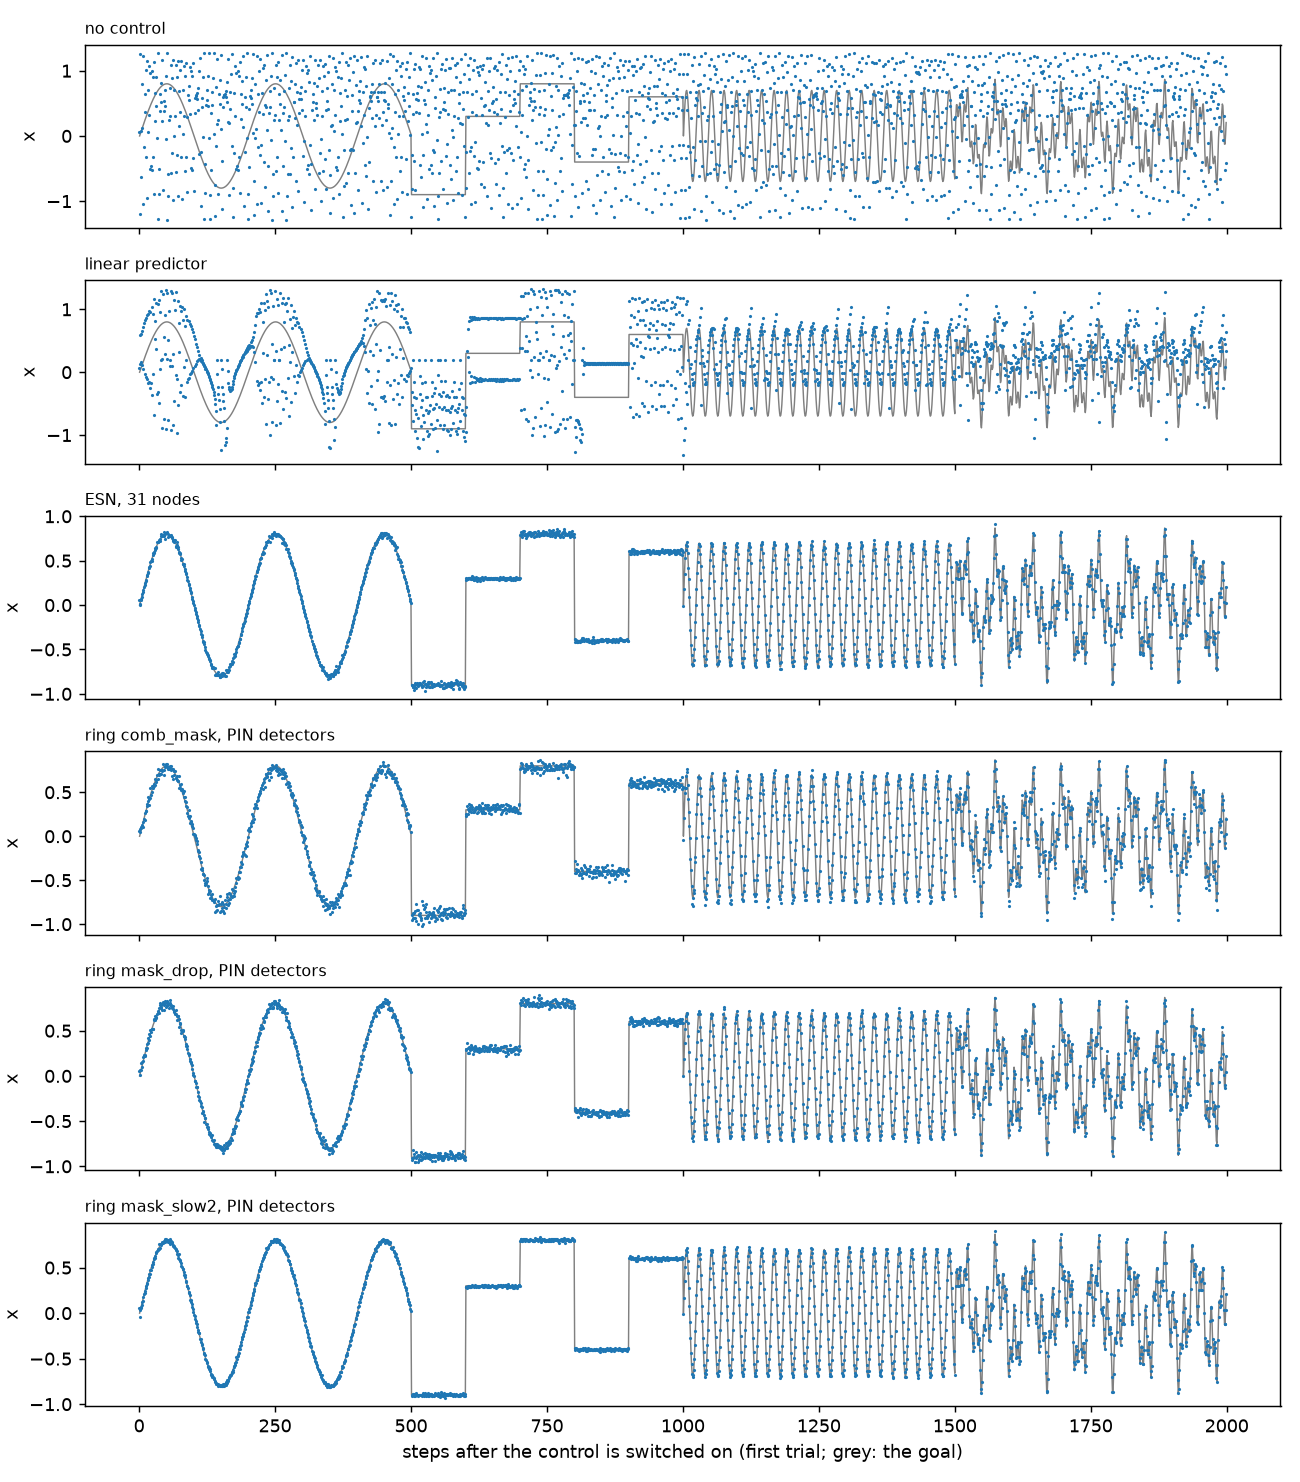 no control
1
0
−1
x
linear predictor
1
0
−1
x
ESN, 31 nodes
1.0
0.5
0.0
−0.5
−1.0
x
ring comb_mask, PIN detectors
0.5
0.0
−0.5
−1.0
x
ring mask_drop, PIN detectors
0.5
0.0
−0.5
−1.0
x
ring mask_slow2, PIN detectors
0.5
0.0
−0.5
−1.0
x
0 250 500 750 1000 1250 1500 1750 2000
steps after the control is switched on (first trial; grey: the goal)